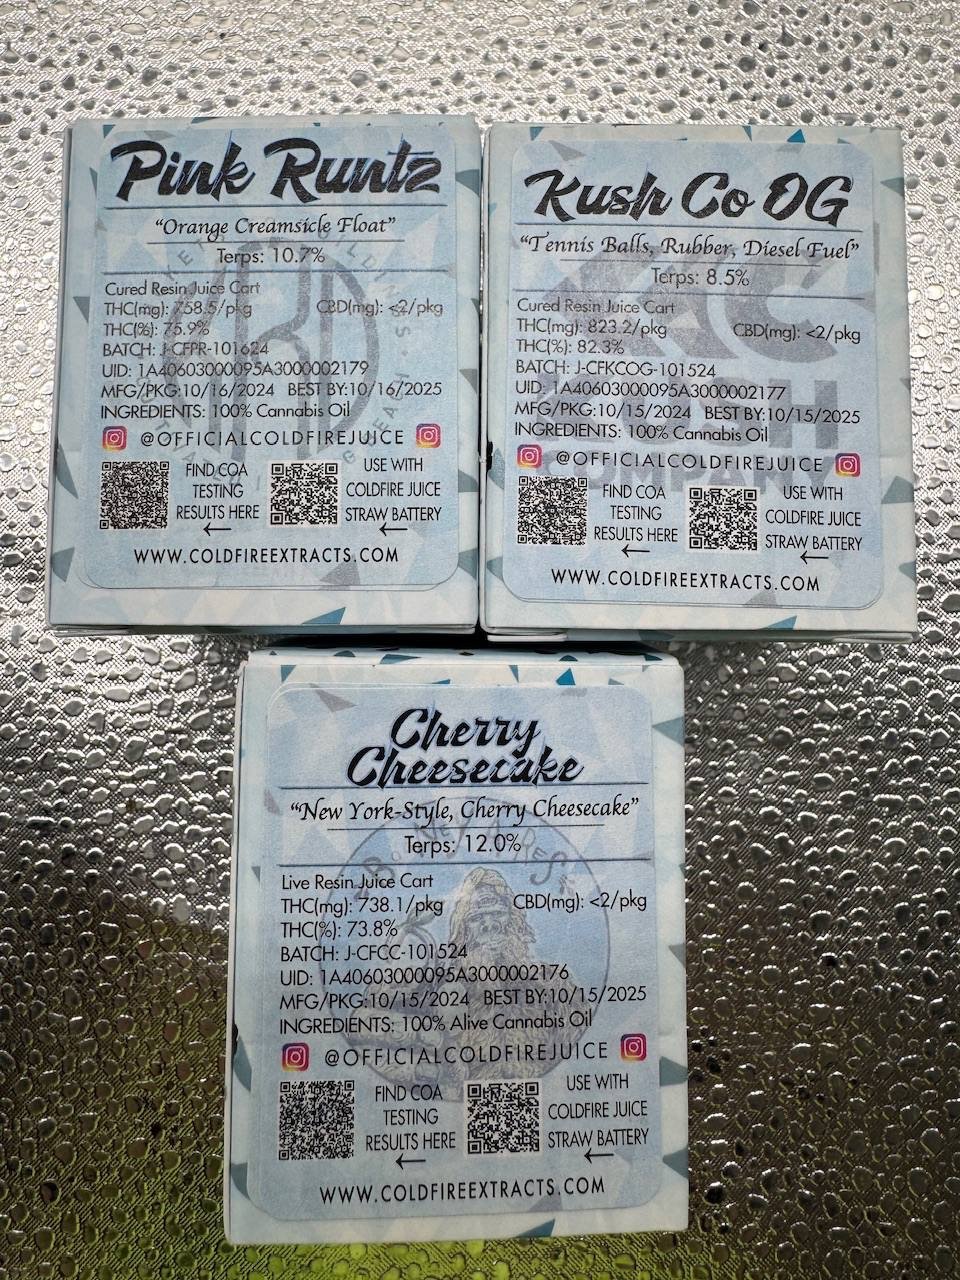 Pink Runtz
"Orange Creamsicle Float"
Terps: 10.7%
Cured Resin Juice Cart
THC(mg): 758.5/pkg CBD(mg): <2/pkg
THC(%): 75.9%
BATCH: J-CFPR-101624
UID: 1A40603000095A3000002179
MFG/PKG:10/16/2024 BEST BY:10/16/2025
INGREDIENTS: 100% Cannabis Oil
@OFFICIALCOLDFIREJUICE
FIND COA
TESTING
RESULTS HERE
USE WITH
COLDFIRE JUICE
STRAW BATTERY
WWW.COLDFIREEXTRACTS.COM
Kush Co OG
"Tennis Balls, Rubber, Diesel Fuel"
Terps: 8.5%
Cured Resin Juice Cart
THC(mg): 823.2/pkg CBD(mg): <2/pkg
THC(%): 82.3%
BATCH: J-CFKCOG-101524
UID: 1A40603000095A3000002177
MFG/PKG:10/15/2024 BEST BY:10/15/2025
INGREDIENTS: 100% Cannabis Oil
@OFFICIALCOLDFIREJUICE
FIND COA
TESTING
RESULTS HERE
USE WITH
COLDFIRE JUICE
STRAW BATTERY
WWW.COLDFIREEXTRACTS.COM
Cherry
Cheesecake
"New York-Style, Cherry Cheesecake"
Terps: 12.0%
Live Resin Juice Cart
THC(mg): 738.1/pkg CBD(mg): <2/pkg
THC(%): 73.8%
BATCH: J-CFCC-101524
UID: 1A40603000095A3000002176
MFG/PKG:10/15/2024 BEST BY:10/15/2025
INGREDIENTS: 100% Alive Cannabis Oil
@OFFICIALCOLDFIREJUICE
FIND COA
TESTING
RESULTS HERE
USE WITH
COLDFIRE JUICE
STRAW BATTERY
WWW.COLDFIREEXTRACTS.COM